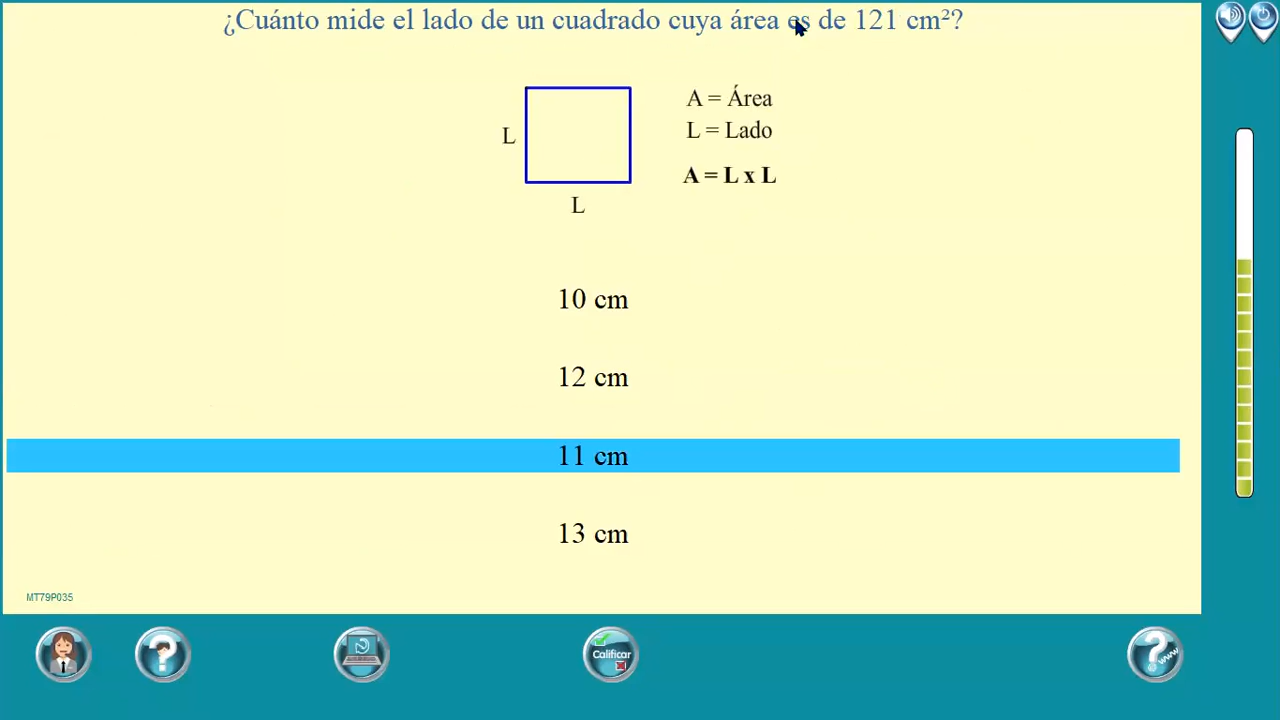 ¿Cuánto mide el lado de un cuadrado cuya área es de 121 cm²?
A = Área
L
L = Lado
A = L x L
L
10 cm
12 cm
11 cm
13 cm
MT79P035
Calificar
www